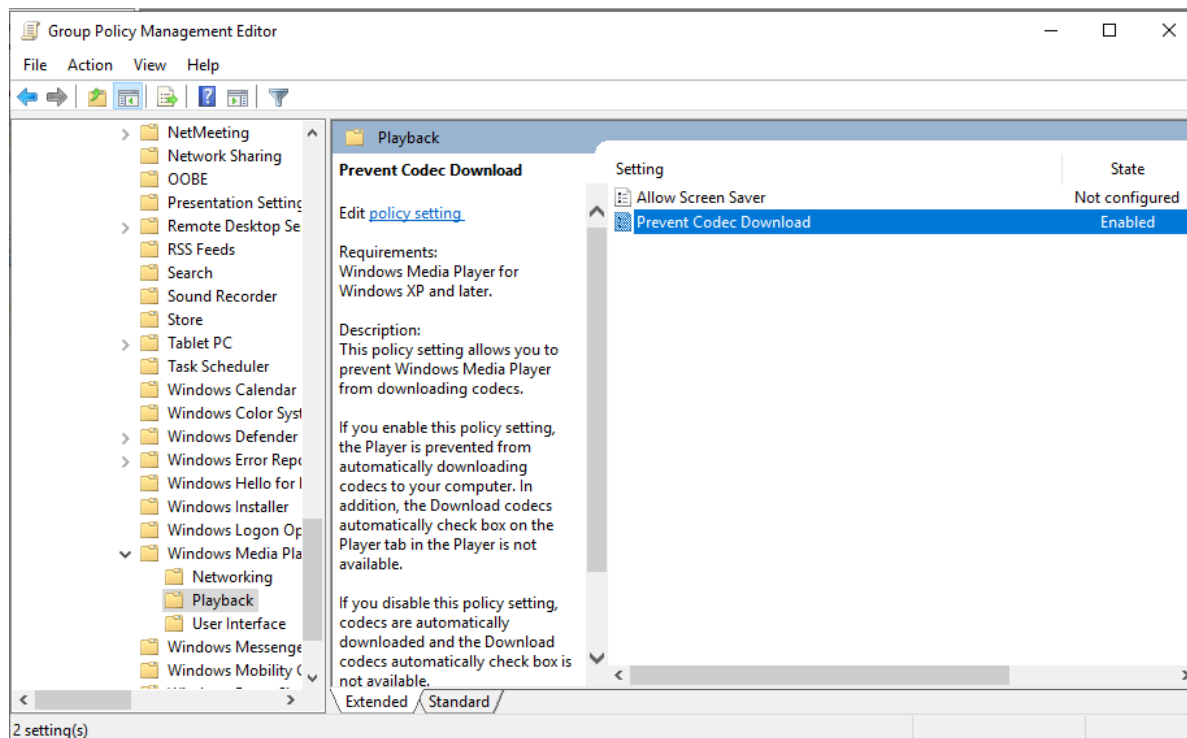 Group Policy Management Editor
File Action View Help
NetMeeting
Network Sharing
OOBE
Presentation Setting
Remote Desktop Se
RSS Feeds
Search
Sound Recorder
Store
Tablet PC
Task Scheduler
Windows Calendar
Windows Color Syst
Windows Defender
Windows Error Repo
Windows Hello for
Windows Installer
Windows Logon Op
Windows Media Pla
Networking
Playback
User Interface
Windows Messenge
Windows Mobility
Playback
Prevent Codec Download
Edit policy setting
Requirements:
Windows Media Player for
Windows XP and later.
Description:
This policy setting allows you to
prevent Windows Media Player
from downloading codecs.
If you enable this policy setting,
the Player is prevented from
automatically downloading
codecs to your computer. In
addition, the Download codecs
automatically check box on the
Player tab in the Player is not
available.
If you disable this policy setting,
codecs are automatically
downloaded and the Download
codecs automatically check box is
not available.
Setting State
Allow Screen Saver Not configured
Prevent Codec Download Enabled
Extended Standard
2 setting(s)